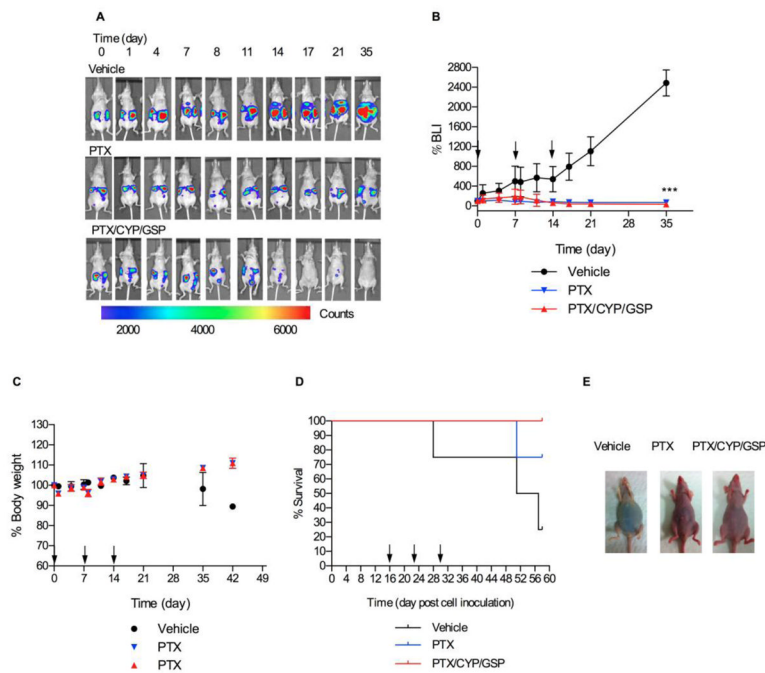 A
Time (day)
0 1 4 7 8 11 14 17 21 35
Vehicle
PTX
PTX/CYP/GSP
2000 4000 6000 Counts
B
% BLI
2800
2400
2000
1600
1200
800
400
0
***
0 7 14 21 28 35
Time (day)
Vehicle
PTX
PTX/CYP/GSP
C
% Body weight
130
120
110
100
90
80
70
60
0 7 14 21 28 35 42 49
Time (day)
Vehicle
PTX
PTX
D
% Survival
100
90
80
70
60
50
40
30
20
10
0
0 4 8 12 16 20 24 28 32 36 40 44 48 52 56 60
Time (day post cell inoculation)
Vehicle
PTX
PTX/CYP/GSP
E
Vehicle PTX PTX/CYP/GSP